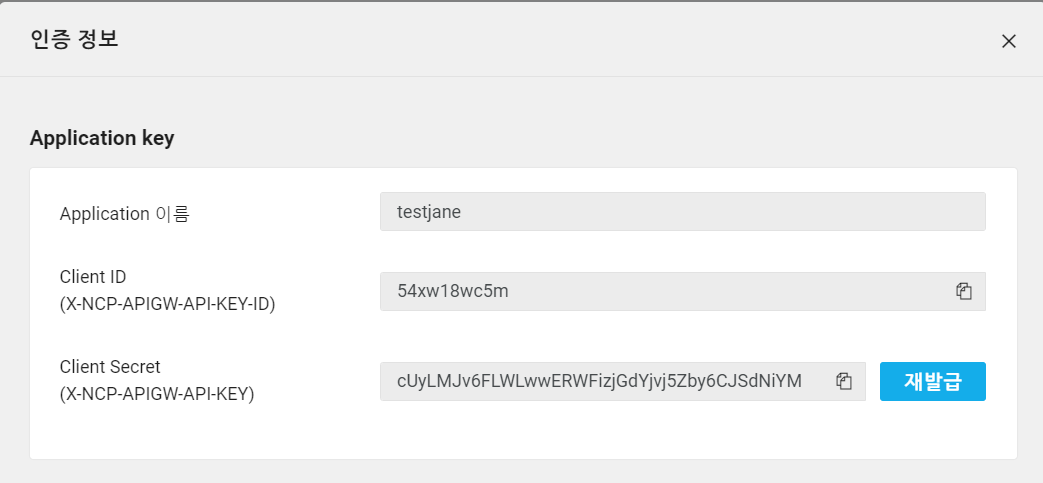 인증 정보
Application key
Application 이름
testjane
Client ID
(X-NCP-APIGW-API-KEY-ID)
54xw18wc5m
Client Secret
(X-NCP-APIGW-API-KEY)
cUyLMJv6FLWLwwERWFizjGdYjvj5Zby6CJSdNiYM
재발급